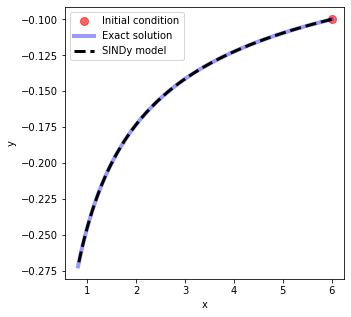 -0.100
-0.125
-0.150
-0.175
-0.200
-0.225
-0.250
-0.275
y
Initial condition
Exact solution
SINDy model
1 2 3 4 5 6
x